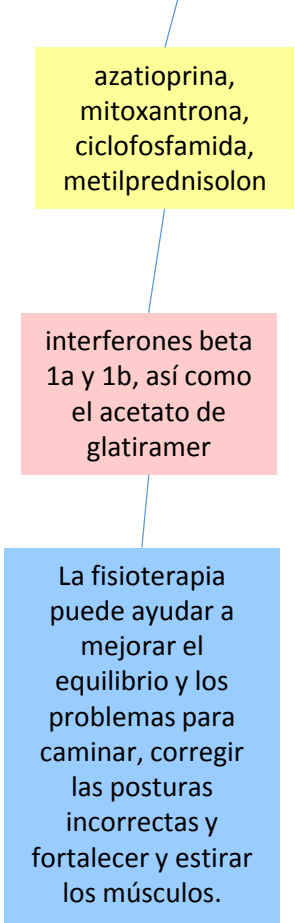 azatioprina,
mitoxantrona,
ciclofosfamida,
metilprednisolon
interferones beta
1a y 1b, así como
el acetato de
glatiramer
La fisioterapia
puede ayudar a
mejorar el
equilibrio y los
problemas para
caminar, corregir
las posturas
incorrectas y
fortalecer y estirar
los músculos.